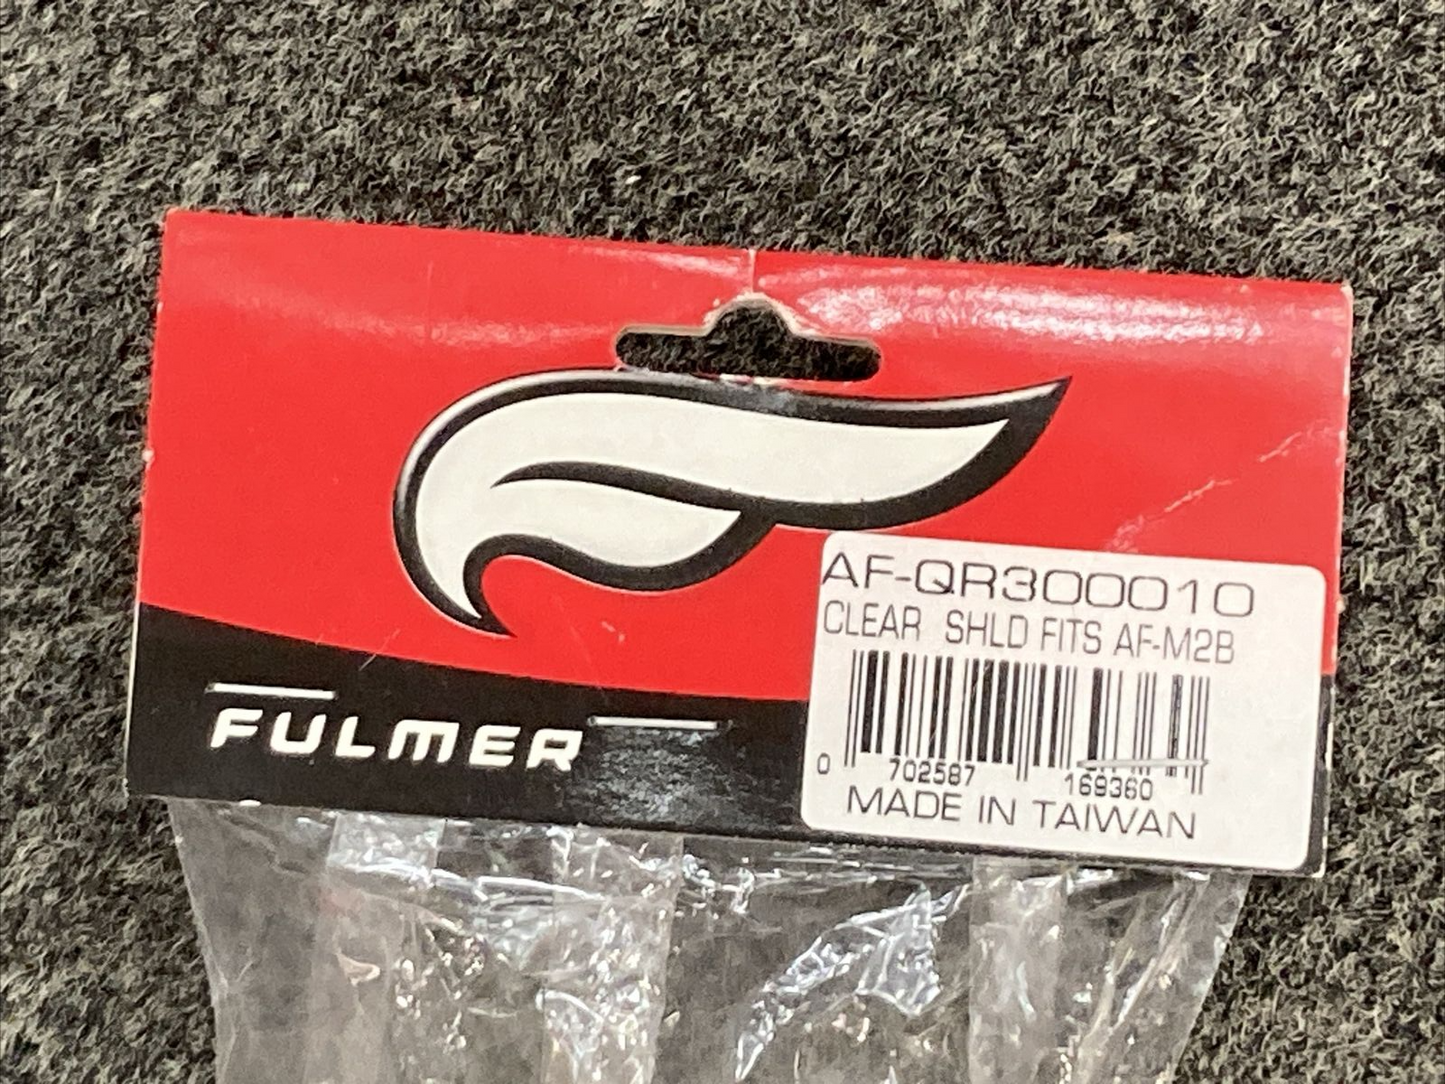 AF-QR300010
CLEAR SHLD FITS AF-M2B
0 702587 169360
MADE IN TAIWAN
FULMER